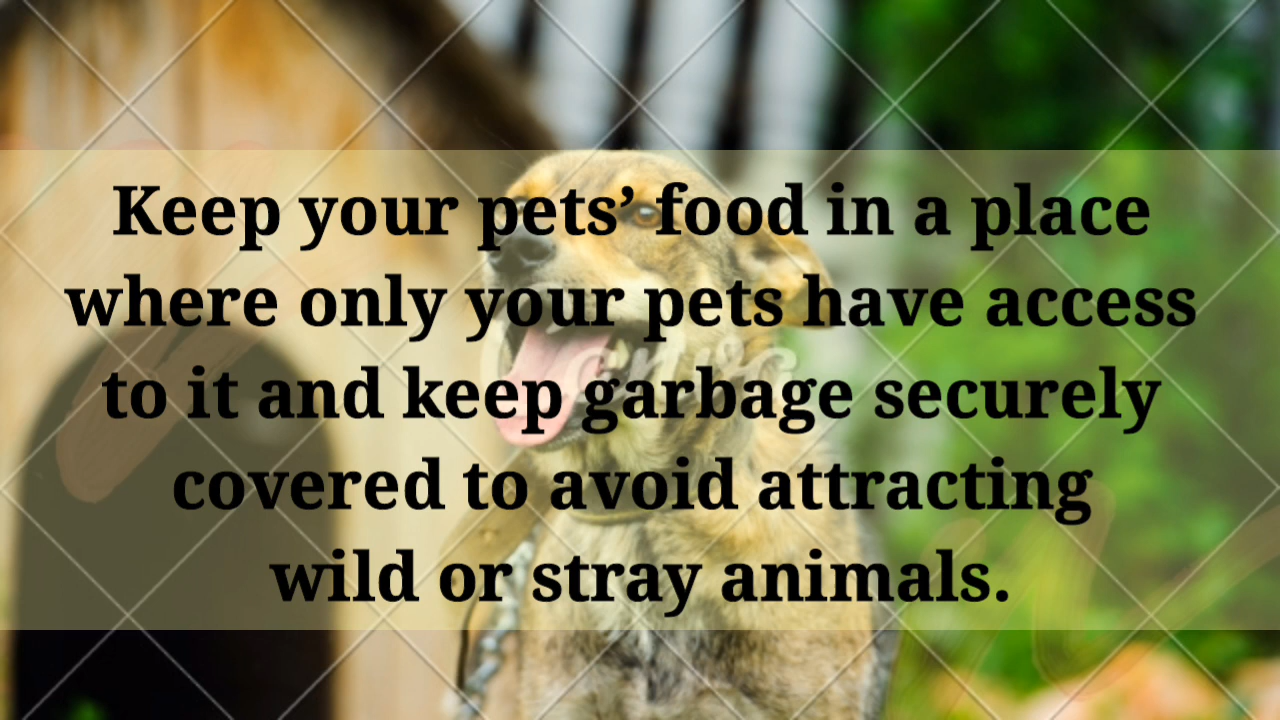 Keep your pets’ food in a place
where only your pets have access
to it and keep garbage securely
covered to avoid attracting
wild or stray animals.